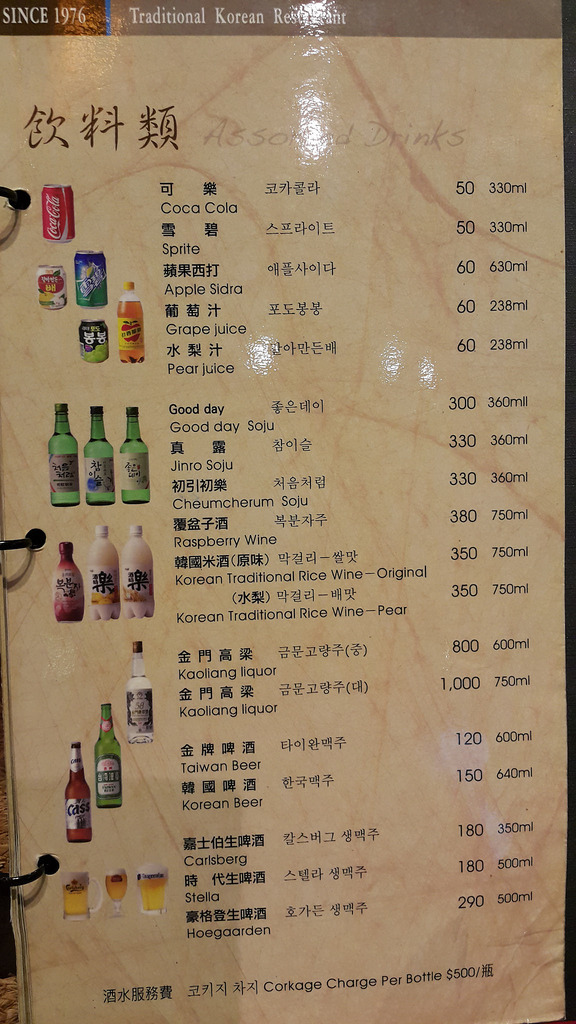 SINCE 1976 Traditional Korean Restaurant
飲料類 Assorted Drinks
可樂 코카콜라 50 330ml
Coca Cola
雪碧 스프라이트 50 330ml
Sprite
蘋果西打 애플사이다 60 630ml
Apple Sidra
葡萄汁 포도봉봉 60 238ml
Grape juice
水梨汁 갈아만든배 60 238ml
Pear juice
Good day 좋은데이 300 360mll
Good day Soju
真露 참이슬 330 360ml
Jinro Soju
初引初樂 처음처럼 330 360ml
Cheumcherum Soju
覆盆子酒 복분자주 380 750ml
Raspberry Wine
韓國米酒(原味) 막걸리－쌀맛 350 750ml
Korean Traditional Rice Wine－Original
(水梨) 막걸리－배맛 350 750ml
Korean Traditional Rice Wine－Pear
金門高粱 금문고량주(중) 800 600ml
Kaoliang liquor
金門高粱 금문고량주(대) 1,000 750ml
Kaoliang liquor
金牌啤酒 타이완맥주 120 600ml
Taiwan Beer
韓國啤酒 한국맥주 150 640ml
Korean Beer
嘉士伯生啤酒 칼스버그 생맥주 180 350ml
Carlsberg
時代生啤酒 스텔라 생맥주 180 500ml
Stella
豪格登生啤酒 호가든 생맥주 290 500ml
Hoegaarden
酒水服務費 코키지 차지 Corkage Charge Per Bottle $500/瓶